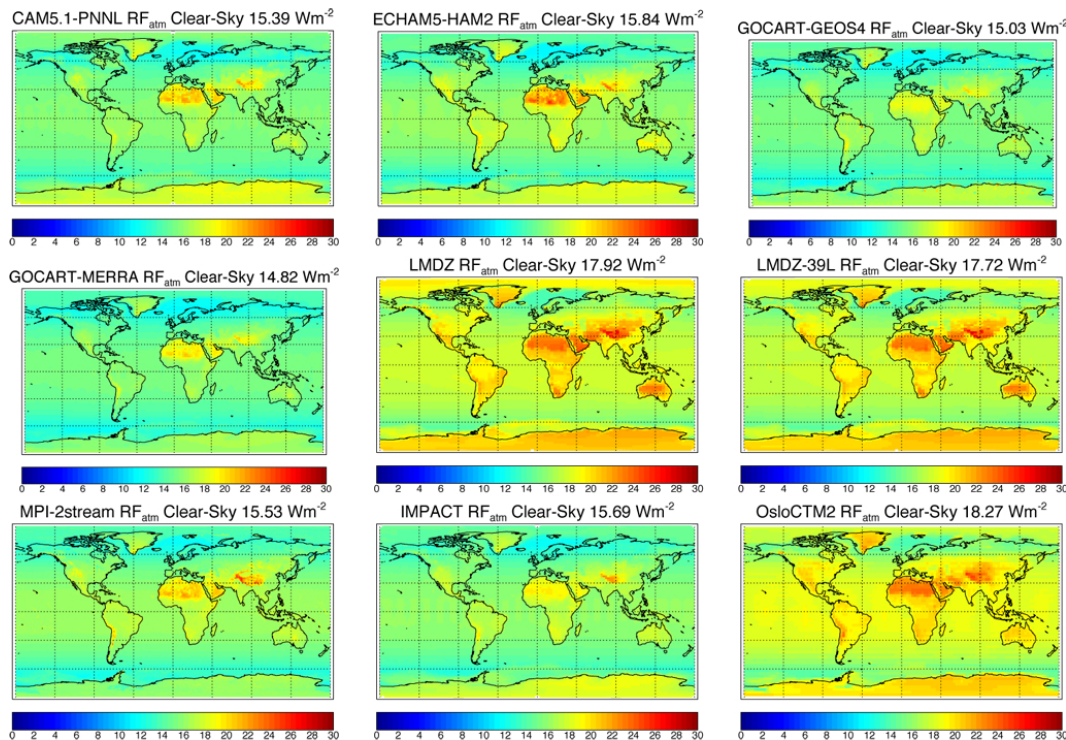 CAM5.1-PNNL RFatm Clear-Sky 15.39 Wm-2
0 2 4 6 8 10 12 14 16 18 20 22 24 26 28 30
ECHAM5-HAM2 RFatm Clear-Sky 15.84 Wm-2
0 2 4 6 8 10 12 14 16 18 20 22 24 26 28 30
GOCART-GEOS4 RFatm Clear-Sky 15.03 Wm-2
0 2 4 6 8 10 12 14 16 18 20 22 24 26 28 30
GOCART-MERRA RFatm Clear-Sky 14.82 Wm-2
0 2 4 6 8 10 12 14 16 18 20 22 24 26 28 30
LMDZ RFatm Clear-Sky 17.92 Wm-2
0 2 4 6 8 10 12 14 16 18 20 22 24 26 28 30
LMDZ-39L RFatm Clear-Sky 17.72 Wm-2
0 2 4 6 8 10 12 14 16 18 20 22 24 26 28 30
MPI-2stream RFatm Clear-Sky 15.53 Wm-2
0 2 4 6 8 10 12 14 16 18 20 22 24 26 28 30
IMPACT RFatm Clear-Sky 15.69 Wm-2
0 2 4 6 8 10 12 14 16 18 20 22 24 26 28 30
OsloCTM2 RFatm Clear-Sky 18.27 Wm-2
0 2 4 6 8 10 12 14 16 18 20 22 24 26 28 30